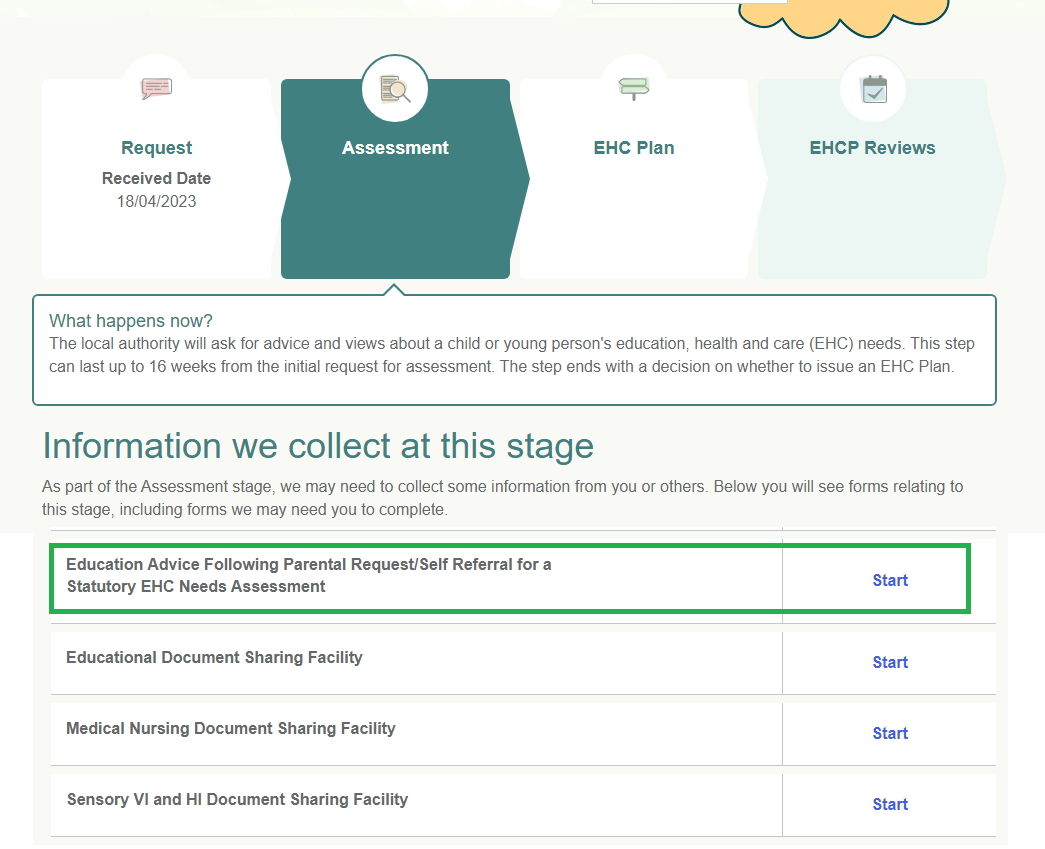 Request
Received Date
18/04/2023
Assessment
EHC Plan
EHCP Reviews
What happens now?
The local authority will ask for advice and views about a child or young person's education, health and care (EHC) needs. This step
can last up to 16 weeks from the initial request for assessment. The step ends with a decision on whether to issue an EHC Plan.
Information we collect at this stage
As part of the Assessment stage, we may need to collect some information from you or others. Below you will see forms relating to
this stage, including forms we may need you to complete.
Education Advice Following Parental Request/Self Referral for a
Statutory EHC Needs Assessment
Start
Educational Document Sharing Facility
Start
Medical Nursing Document Sharing Facility
Start
Sensory VI and HI Document Sharing Facility
Start